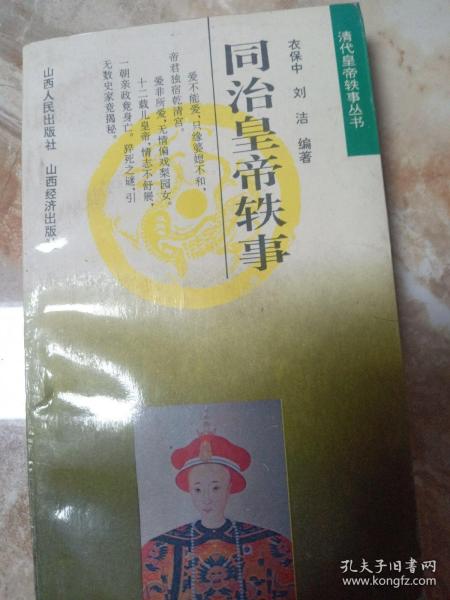 清代皇帝轶事丛书
衣保中 刘洁 编著
同治皇帝轶事
爱不能爱,只缘婆媳不和,
帝君独宿乾清宫。
爱非所爱,无情偏戏梨园女。
十二载儿皇帝,情志不舒展,
一朝亲政竟身亡。猝死之谜,引
无数史家竞揭秘。
山西人民出版社 山西经济出版社
孔夫子旧书网
www.kongfz.com